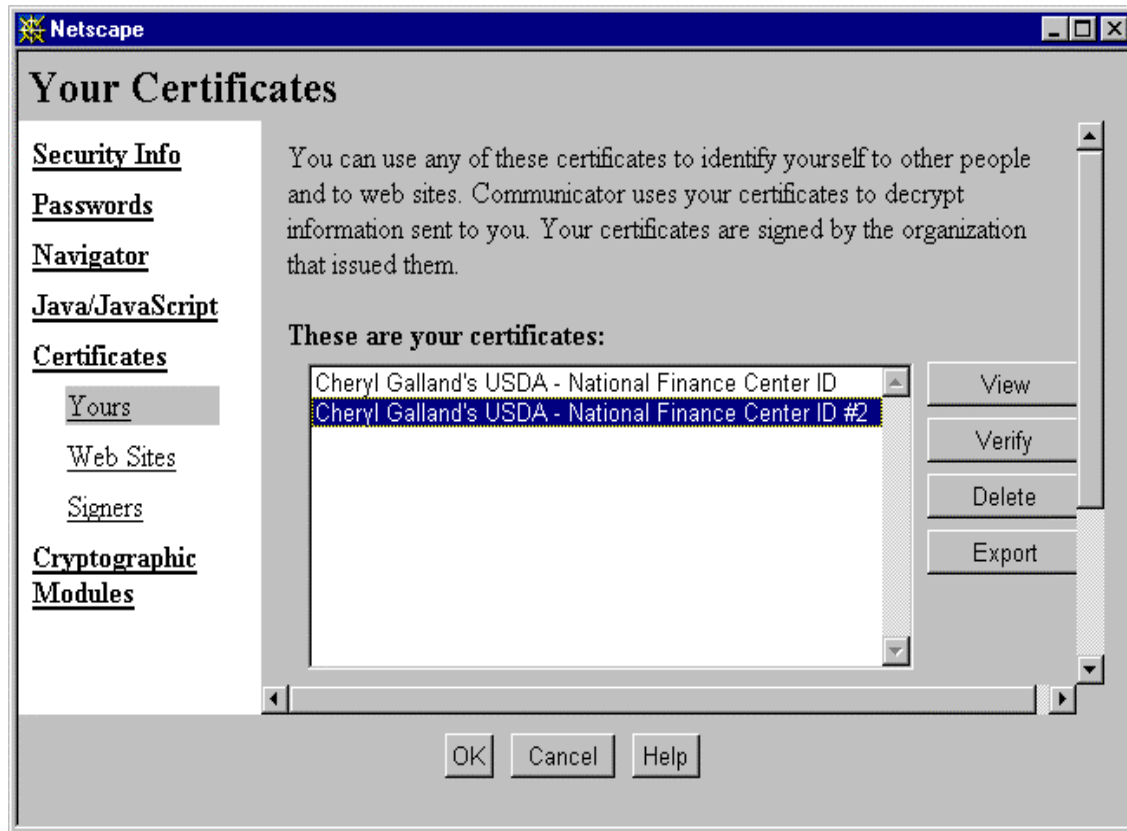 Netscape
Your Certificates
Security Info
Passwords
Navigator
Java/JavaScript
Certificates
Yours
Web Sites
Signers
Cryptographic
Modules
You can use any of these certificates to identify yourself to other people
and to web sites. Communicator uses your certificates to decrypt
information sent to you. Your certificates are signed by the organization
that issued them.
These are your certificates:
Cheryl Galland's USDA - National Finance Center ID
Cheryl Galland's USDA - National Finance Center ID #2
View
Verify
Delete
Export
OK
Cancel
Help